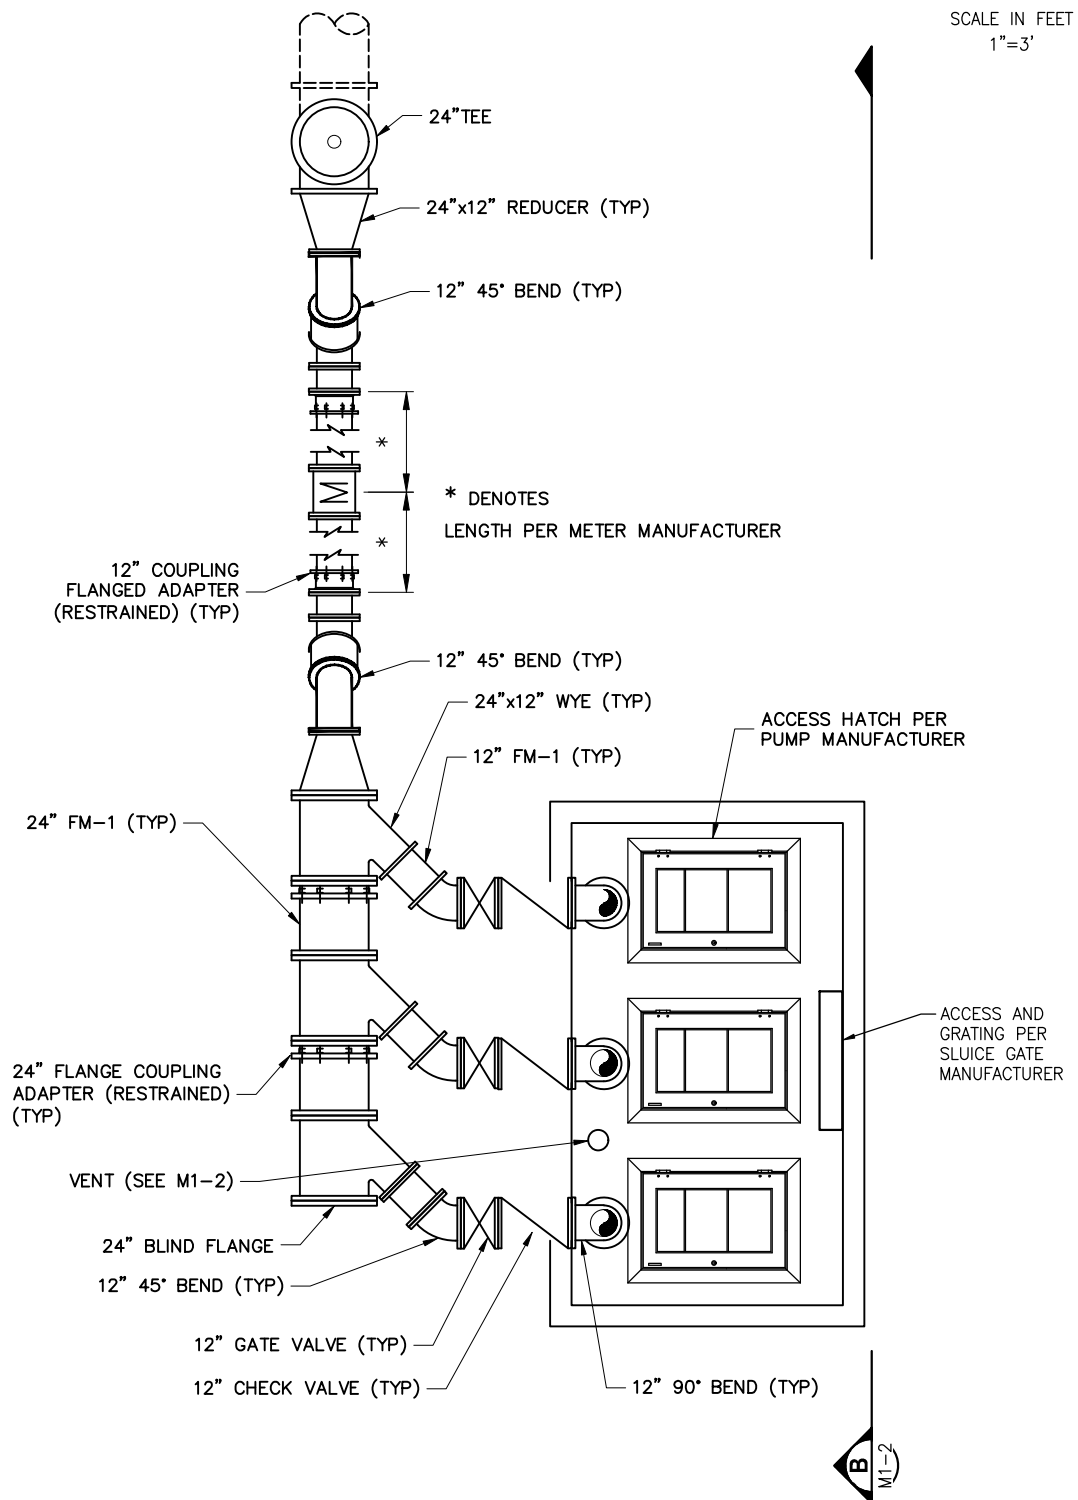 SCALE IN FEET
1"=3'
24"TEE
24"x12" REDUCER (TYP)
12" 45° BEND (TYP)
*
M
* DENOTES
LENGTH PER METER MANUFACTURER
*
12" COUPLING
FLANGED ADAPTER
(RESTRAINED) (TYP)
12" 45° BEND (TYP)
24"x12" WYE (TYP)
ACCESS HATCH PER
PUMP MANUFACTURER
12" FM-1 (TYP)
24" FM-1 (TYP)
ACCESS AND
GRATING PER
SLUICE GATE
MANUFACTURER
24" FLANGE COUPLING
ADAPTER (RESTRAINED)
(TYP)
VENT (SEE M1-2)
24" BLIND FLANGE
12" 45° BEND (TYP)
12" GATE VALVE (TYP)
12" CHECK VALVE (TYP)
12" 90° BEND (TYP)
B
M1-2